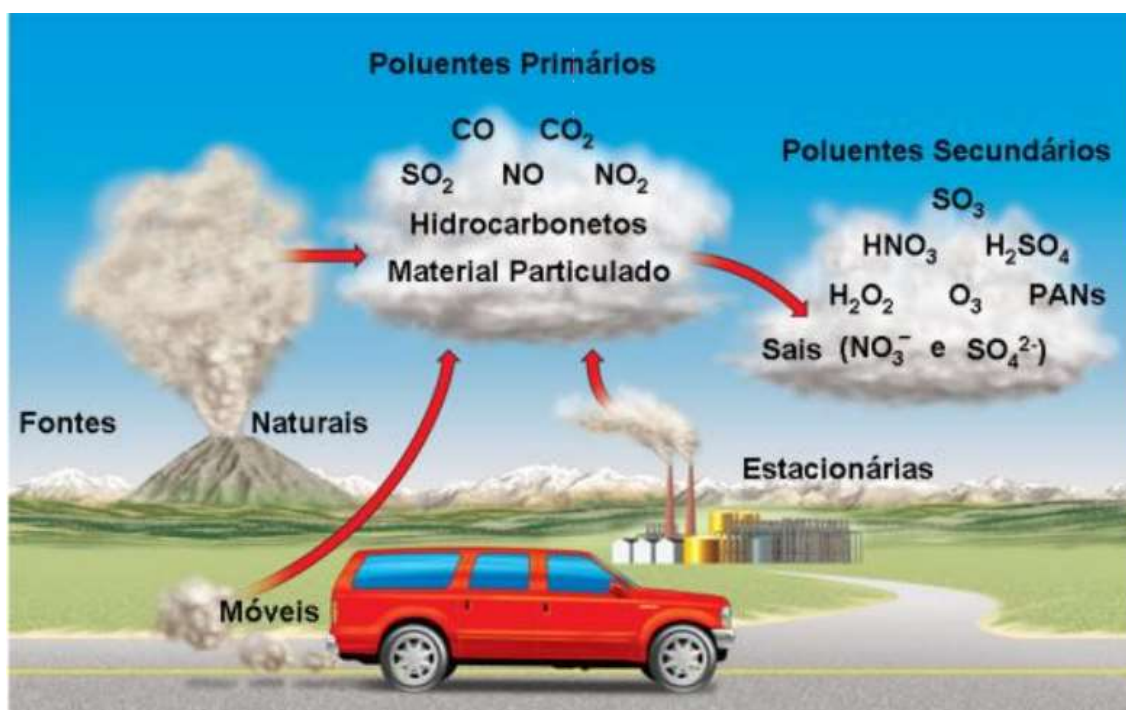 Poluentes Primários
CO CO₂
SO₂ NO NO₂
Hidrocarbonetos
Material Particulado
Poluentes Secundários
SO₃
HNO₃ H₂SO₄
H₂O₂ O₃ PANs
Sais (NO₃⁻ e SO₄²⁻)
Fontes Naturais
Estacionárias
Móveis